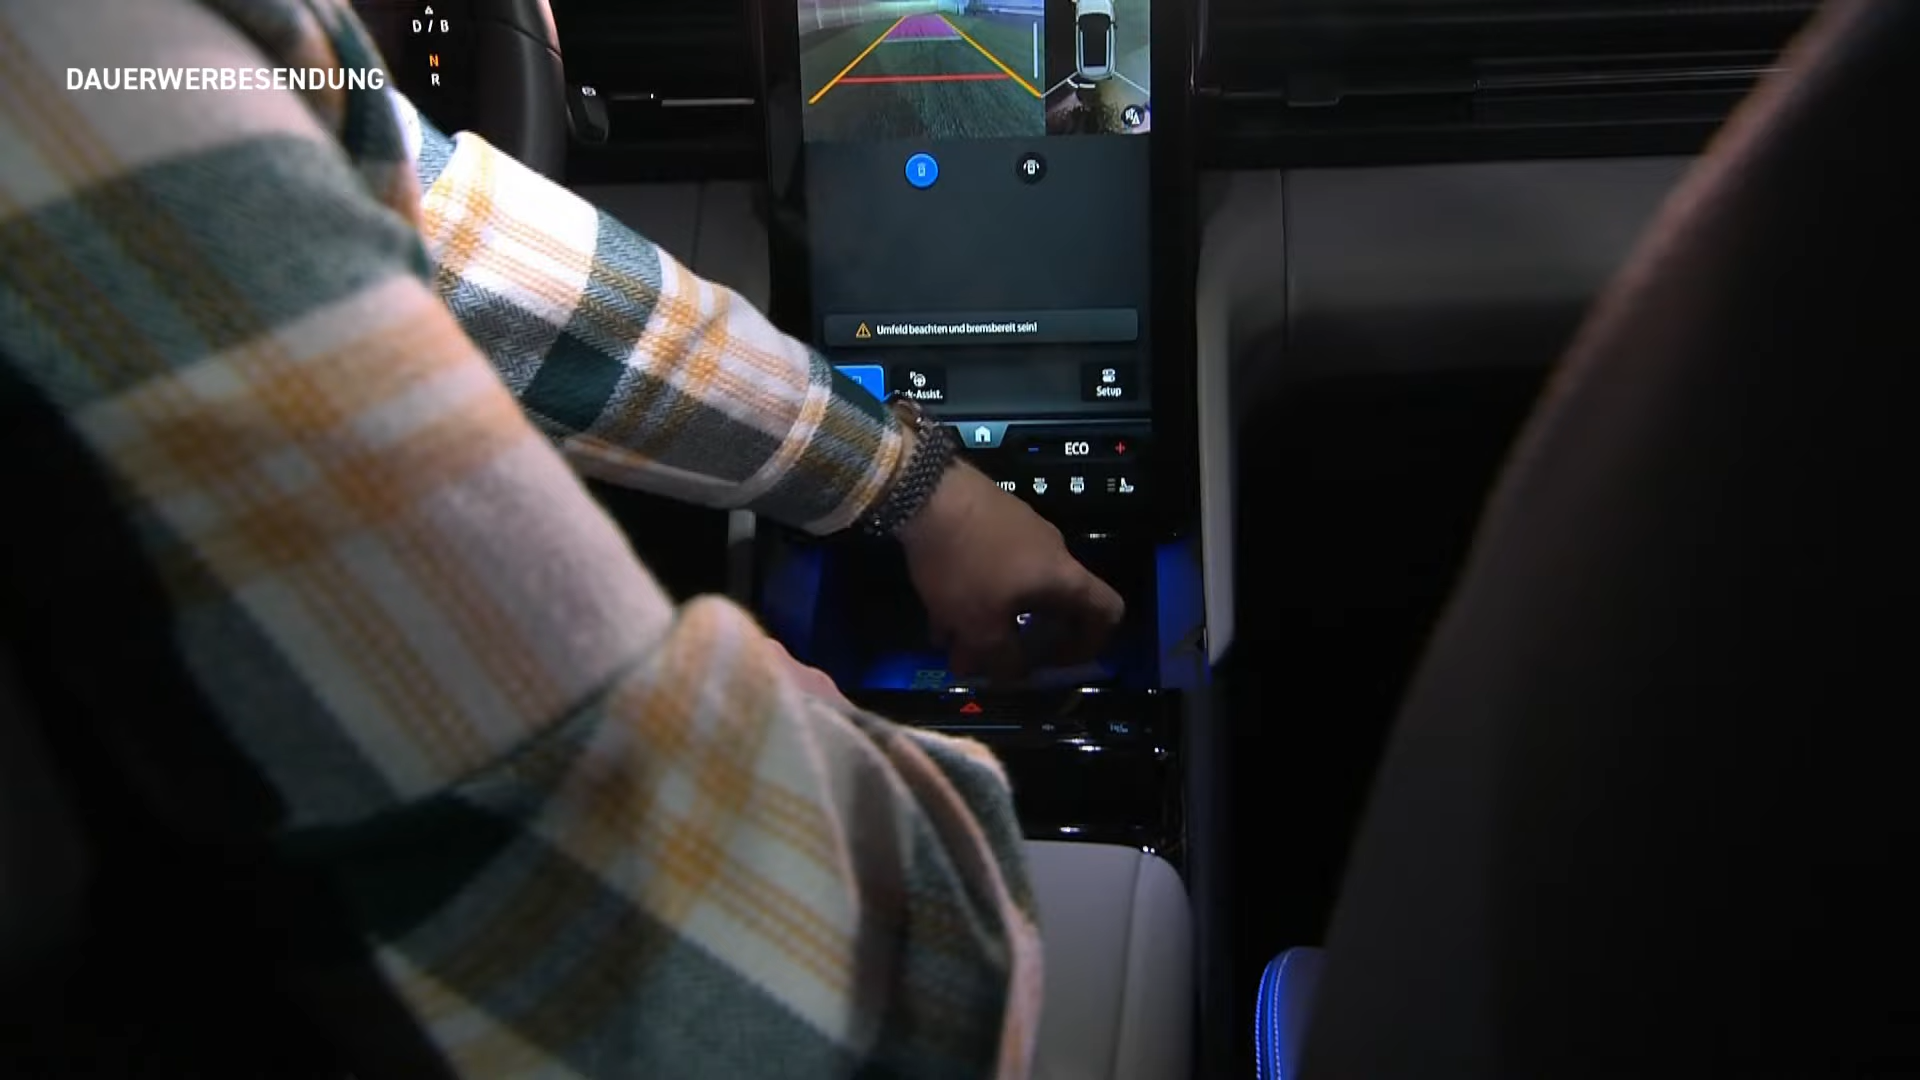 D / B
N
R
DAUERWERBESENDUNG
Umfeld beachten und bremsbereit sein!
Setup
ECO